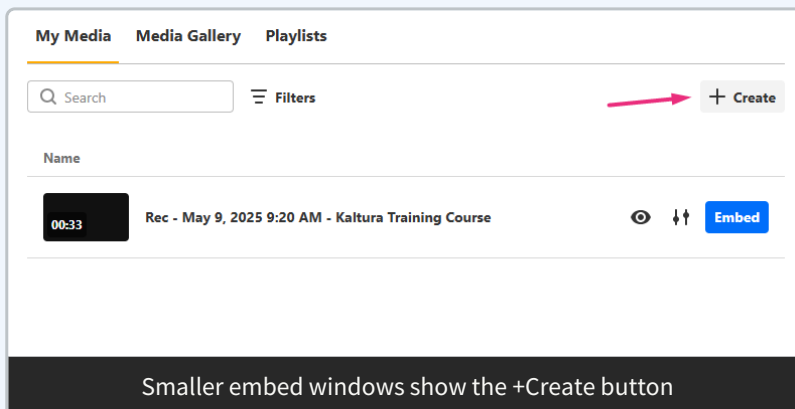 My Media Media Gallery Playlists
Search Filters + Create
Name
00:33 Rec - May 9, 2025 9:20 AM - Kaltura Training Course Embed
Smaller embed windows show the +Create button